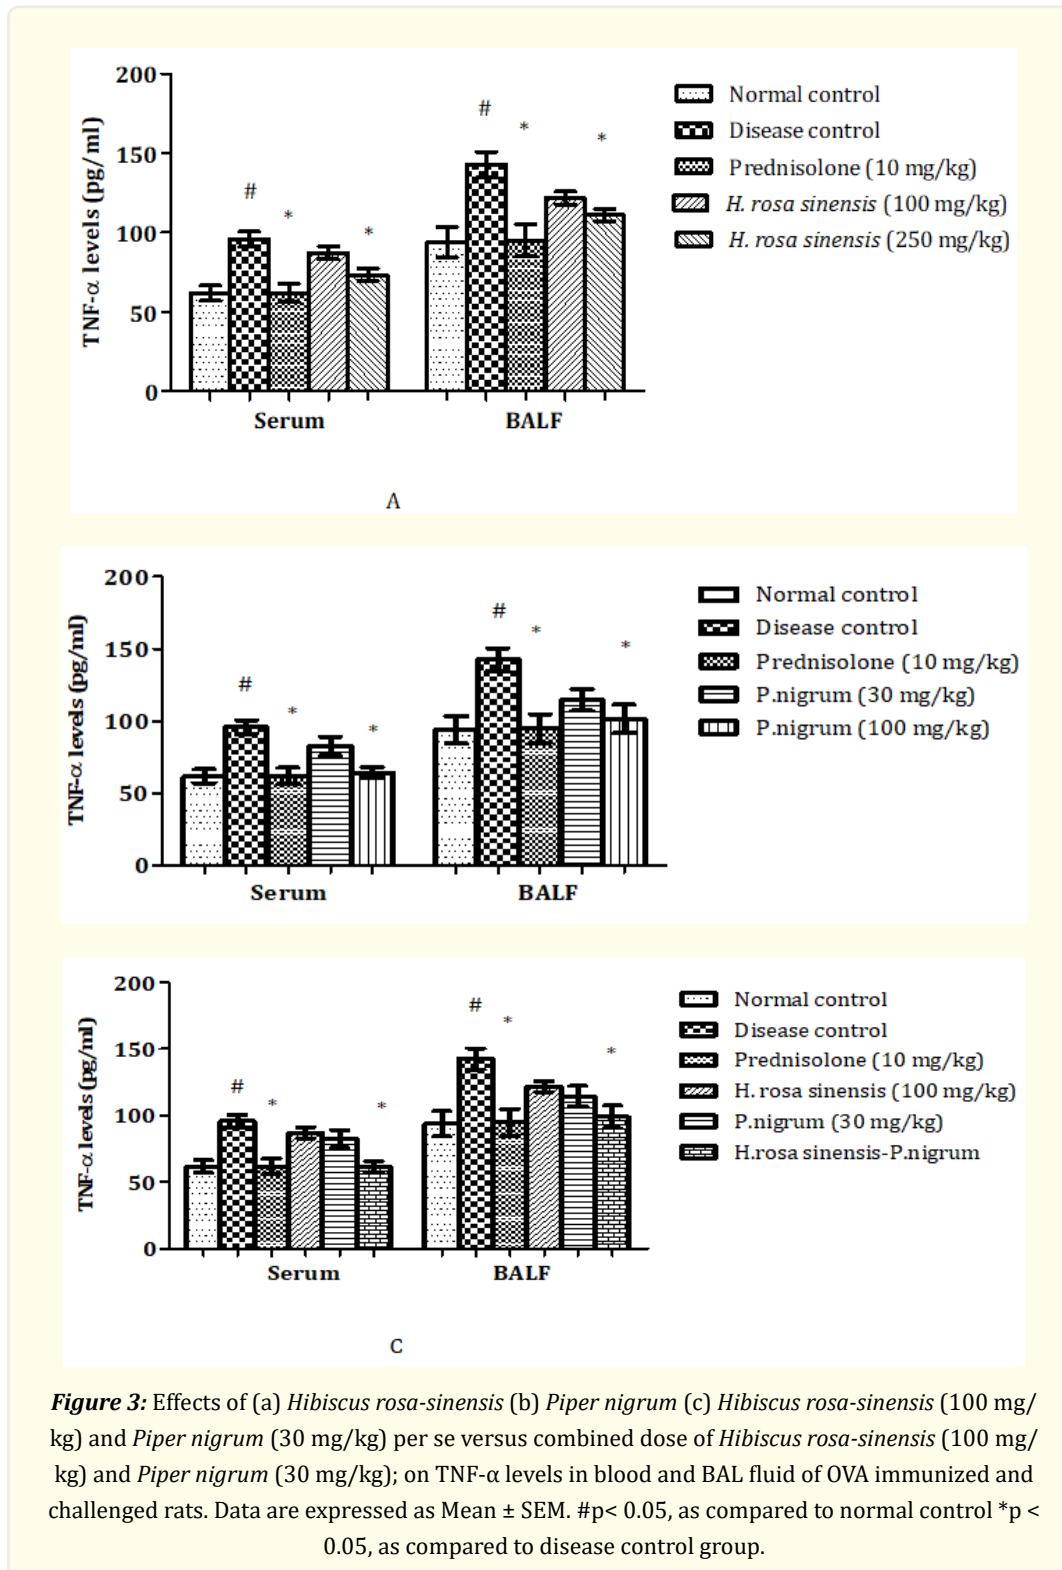 200
150
100
50
0
TNF-α levels (pg/ml)
#
*
*
#
*
*
Serum
BALF
Normal control
Disease control
Prednisolone (10 mg/kg)
H. rosa sinensis (100 mg/kg)
H. rosa sinensis (250 mg/kg)
A
200
150
100
50
0
TNF-α levels (pg/ml)
#
*
*
#
*
*
Serum
BALF
Normal control
Disease control
Prednisolone (10 mg/kg)
P.nigrum (30 mg/kg)
P.nigrum (100 mg/kg)
200
150
100
50
0
TNF-α levels (pg/ml)
#
*
*
#
*
*
Serum
BALF
Normal control
Disease control
Prednisolone (10 mg/kg)
H. rosa sinensis (100 mg/kg)
P.nigrum (30 mg/kg)
H.rosa sinensis-P.nigrum
C
Figure 3: Effects of (a) Hibiscus rosa-sinensis (b) Piper nigrum (c) Hibiscus rosa-sinensis (100 mg/
kg) and Piper nigrum (30 mg/kg) per se versus combined dose of Hibiscus rosa-sinensis (100 mg/
kg) and Piper nigrum (30 mg/kg); on TNF-α levels in blood and BAL fluid of OVA immunized and
challenged rats. Data are expressed as Mean ± SEM. #p< 0.05, as compared to normal control *p <
0.05, as compared to disease control group.